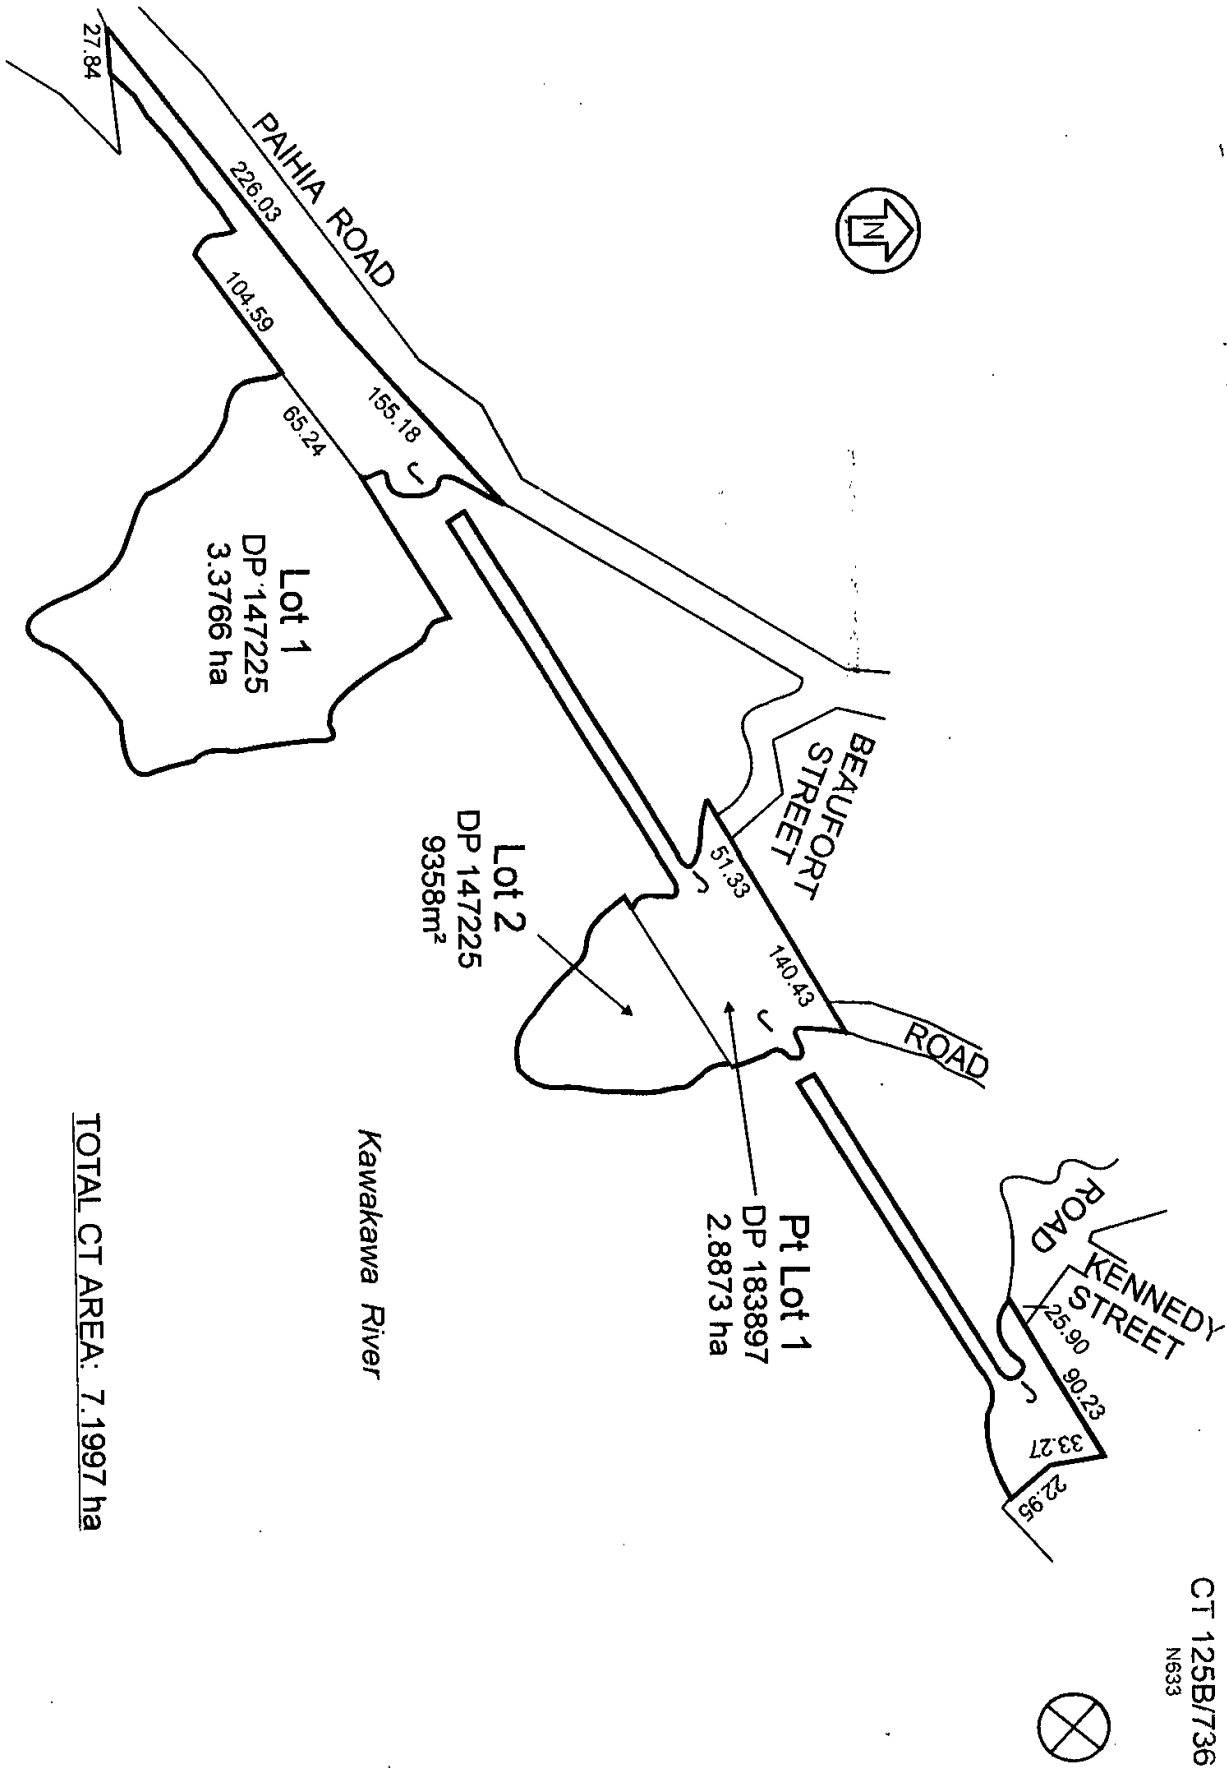 CT 125B/736
N633
N
PAIHIA ROAD
27.84
226.03
155.18
104.59
65.24
Lot 1
DP 147225
3.3766 ha
BEAUFORT
STREET
51.33
140.43
ROAD
Lot 2
DP 147225
9358m²
Pt Lot 1
DP 183897
2.8873 ha
ROAD
KENNEDY
STREET
25.90
90.23
33.27
22.95
Kawakawa River
TOTAL CT AREA: 7.1997 ha